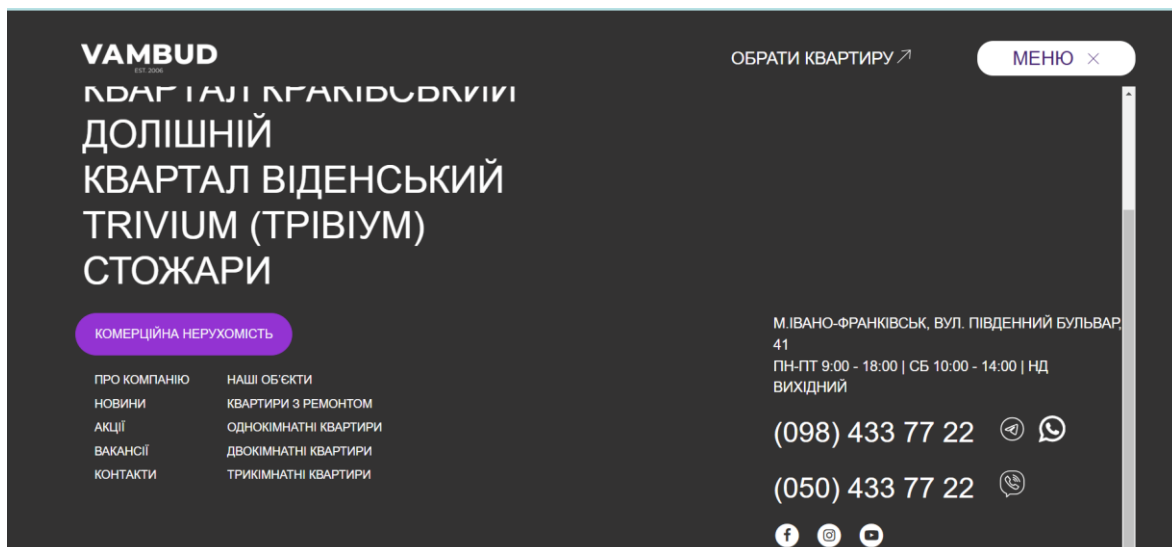 VAMBUD
EST. 2006
ОБРАТИ КВАРТИРУ
МЕНЮ
КВАРТАЛ КРАКІВСЬКИЙ
ДОЛІШНІЙ
КВАРТАЛ ВІДЕНСЬКИЙ
TRIVIUM (ТРІВІУМ)
СТОЖАРИ
КОМЕРЦІЙНА НЕРУХОМІСТЬ
ПРО КОМПАНІЮ
НОВИНИ
АКЦІЇ
ВАКАНСІЇ
КОНТАКТИ
НАШІ ОБ'ЄКТИ
КВАРТИРИ З РЕМОНТОМ
ОДНОКІМНАТНІ КВАРТИРИ
ДВОКІМНАТНІ КВАРТИРИ
ТРИКІМНАТНІ КВАРТИРИ
М.ІВАНО-ФРАНКІВСЬК, ВУЛ. ПІВДЕННИЙ БУЛЬВАР,
41
ПН-ПТ 9:00 - 18:00 | СБ 10:00 - 14:00 | НД
ВИХІДНИЙ
(098) 433 77 22
(050) 433 77 22